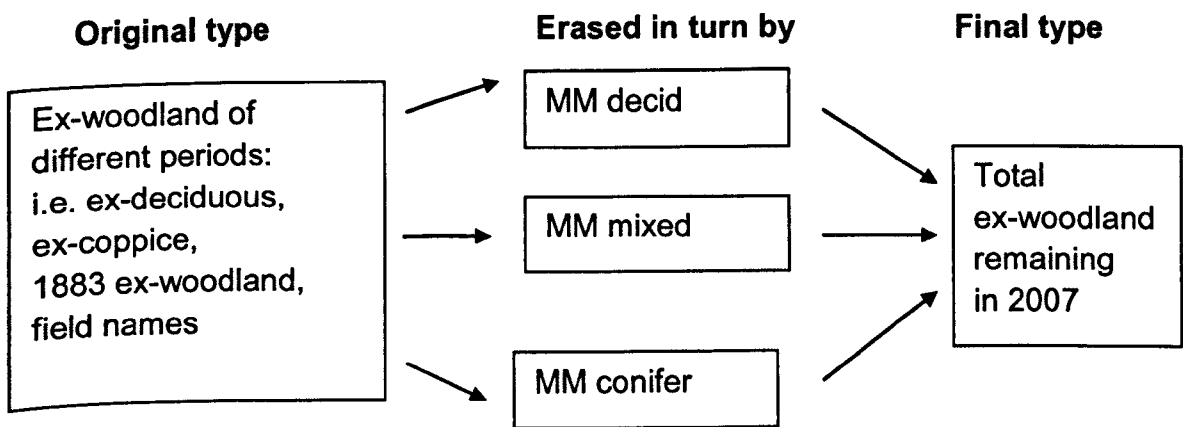 Original type
Erased in turn by
Final type
Ex-woodland of
different periods:
i.e. ex-deciduous,
ex-coppice,
1883 ex-woodland,
field names
MM decid
MM mixed
MM conifer
Total
ex-woodland
remaining
in 2007